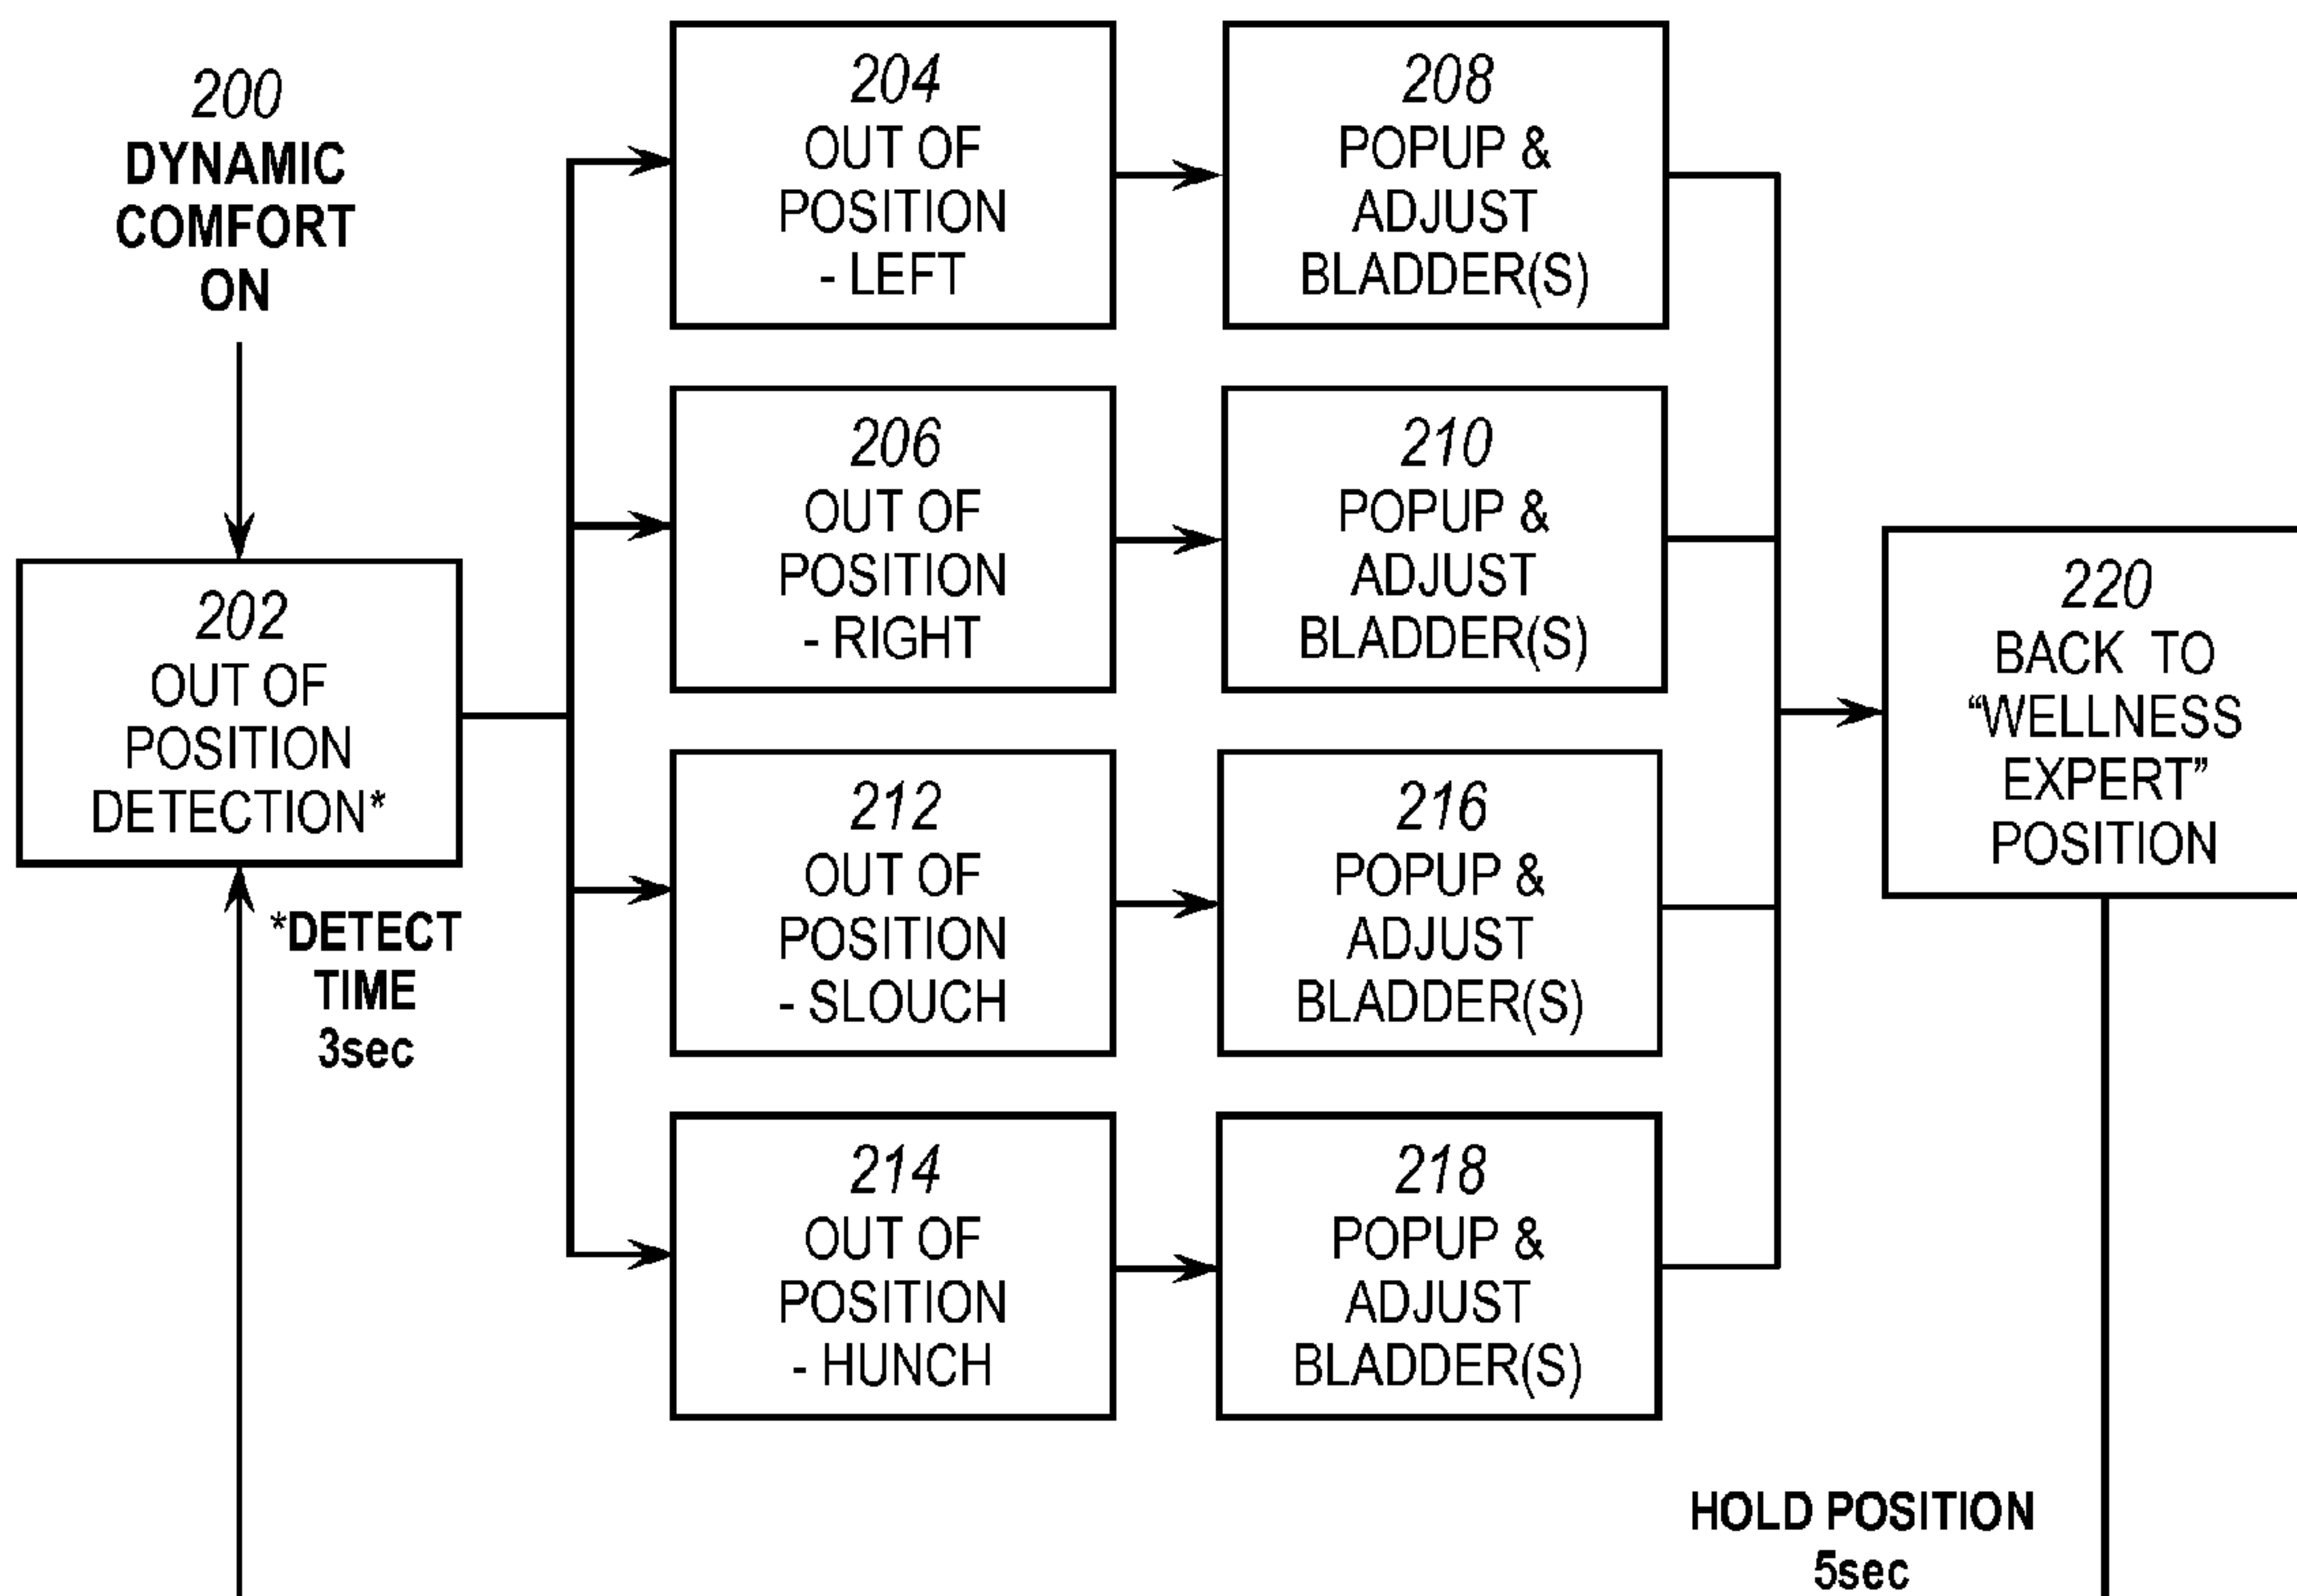 200
DYNAMIC
COMFORT
ON
202
OUT OF
POSITION
DETECTION*
*DETECT
TIME
3sec
204
OUT OF
POSITION
- LEFT
208
POPUP &
ADJUST
BLADDER(S)
206
OUT OF
POSITION
- RIGHT
210
POPUP &
ADJUST
BLADDER(S)
212
OUT OF
POSITION
- SLOUCH
216
POPUP &
ADJUST
BLADDER(S)
214
OUT OF
POSITION
- HUNCH
218
POPUP &
ADJUST
BLADDER(S)
220
BACK TO
“WELLNESS
EXPERT”
POSITION
HOLD POSITION
5sec